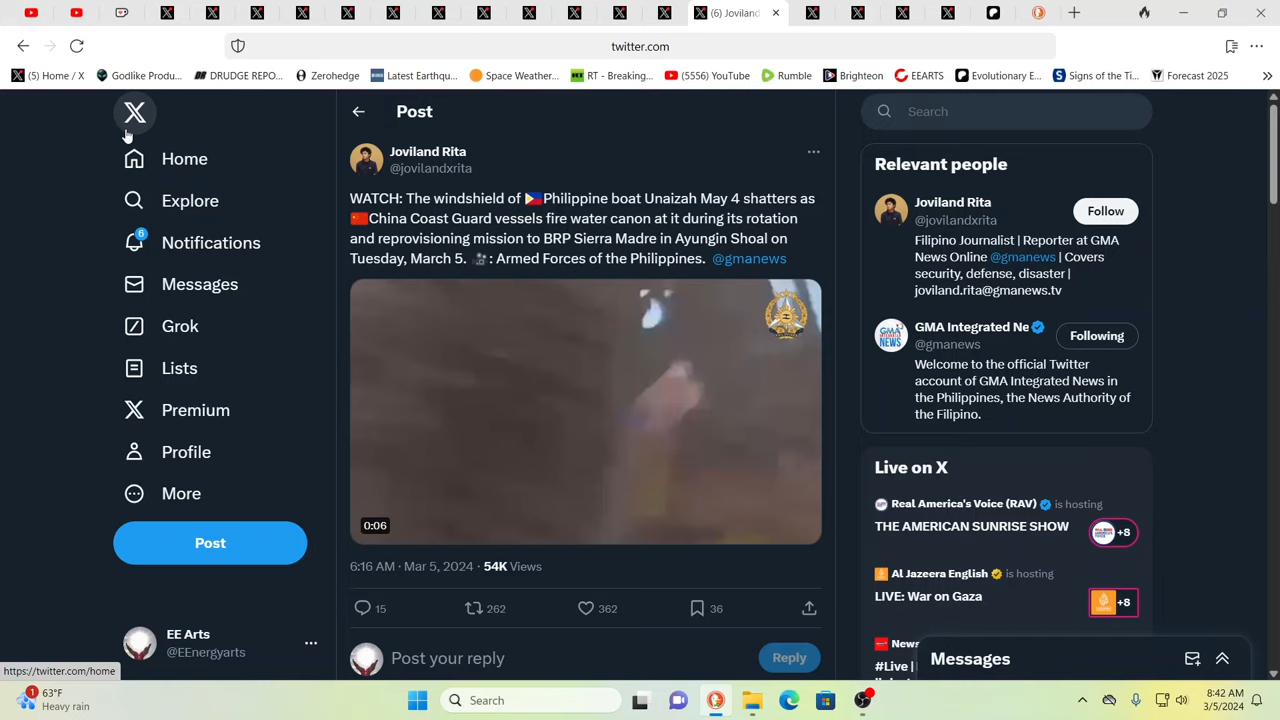 (6) Joviland
twitter.com
(5) Home / X
Godlike Produ...
DRUDGE REPO...
Zerohedge
Latest Earthqu...
Space Weather...
RT - Breaking...
(5556) YouTube
Rumble
Brighteon
EEARTS
Evolutionary E...
Signs of the Ti...
Forecast 2025
Home
Explore
6
Notifications
Messages
Grok
Lists
Premium
Profile
More
Post
EE Arts
@EEnergyarts
https://twitter.com/home
Post
Joviland Rita
@jovilandxrita
WATCH: The windshield of 🇵🇭Philippine boat Unaizah May 4 shatters as
🇨🇳China Coast Guard vessels fire water canon at it during its rotation
and reprovisioning mission to BRP Sierra Madre in Ayungin Shoal on
Tuesday, March 5. 🎥: Armed Forces of the Philippines. @gmanews
0:06
6:16 AM · Mar 5, 2024 · 54K Views
15
262
362
36
Post your reply
Reply
Search
Relevant people
Joviland Rita
@jovilandxrita
Follow
Filipino Journalist | Reporter at GMA
News Online @gmanews | Covers
security, defense, disaster |
joviland.rita@gmanews.tv
GMA Integrated Ne
@gmanews
Following
Welcome to the official Twitter
account of GMA Integrated News in
the Philippines, the News Authority of
the Filipino.
Live on X
Real America's Voice (RAV) is hosting
THE AMERICAN SUNRISE SHOW
+8
Al Jazeera English is hosting
LIVE: War on Gaza
+8
News
#Live |
Messages
1
63°F
Heavy rain
Search
8:42 AM
3/5/2024